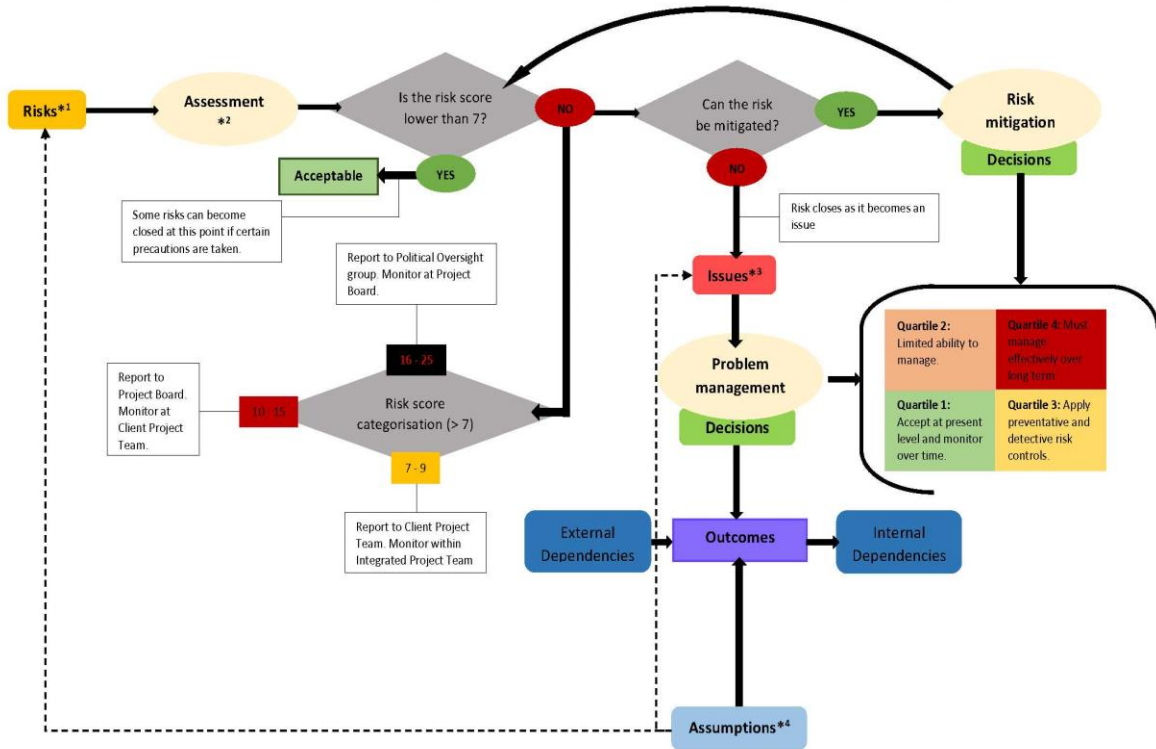 Risks*1
Assessment
*2
Is the risk score
lower than 7?
NO
YES
Acceptable
Some risks can become
closed at this point if certain
precautions are taken.
Can the risk
be mitigated?
YES
NO
Risk
mitigation
Decisions
Risk closes as it becomes an
issue
Report to Political Oversight
group. Monitor at Project
Board.
16 - 25
Report to
Project Board.
Monitor at
Client Project
Team.
10 - 15
Risk score
categorisation (> 7)
7 - 9
Report to Client Project
Team. Monitor within
Integrated Project Team
Issues*3
Problem
management
Decisions
Quartile 2:
Limited ability to
manage.
Quartile 4: Must
manage
effectively over
long term
Quartile 1:
Accept at present
level and monitor
over time.
Quartile 3: Apply
preventative and
detective risk
controls.
External
Dependencies
Outcomes
Internal
Dependencies
Assumptions*4